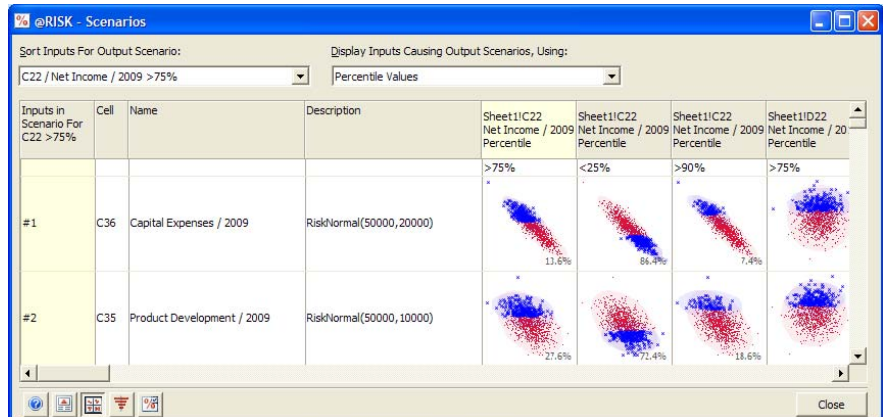 @RISK - Scenarios
Sort Inputs For Output Scenario:
Display Inputs Causing Output Scenarios, Using:
C22 / Net Income / 2009 >75%
Percentile Values
Inputs in
Scenario For
C22 >75%
Cell
Name
Description
Sheet1!C22
Net Income / 2009
Percentile
Sheet1!C22
Net Income / 2009
Percentile
Sheet1!C22
Net Income / 2009
Percentile
Sheet1!D22
Net Income / 20
Percentile
>75%
<25%
>90%
>75%
#1
C36
Capital Expenses / 2009
RiskNormal(50000,20000)
13.6%
86.4%
7.4%
#2
C35
Product Development / 2009
RiskNormal(50000,10000)
27.6%
72.4%
18.6%
Close